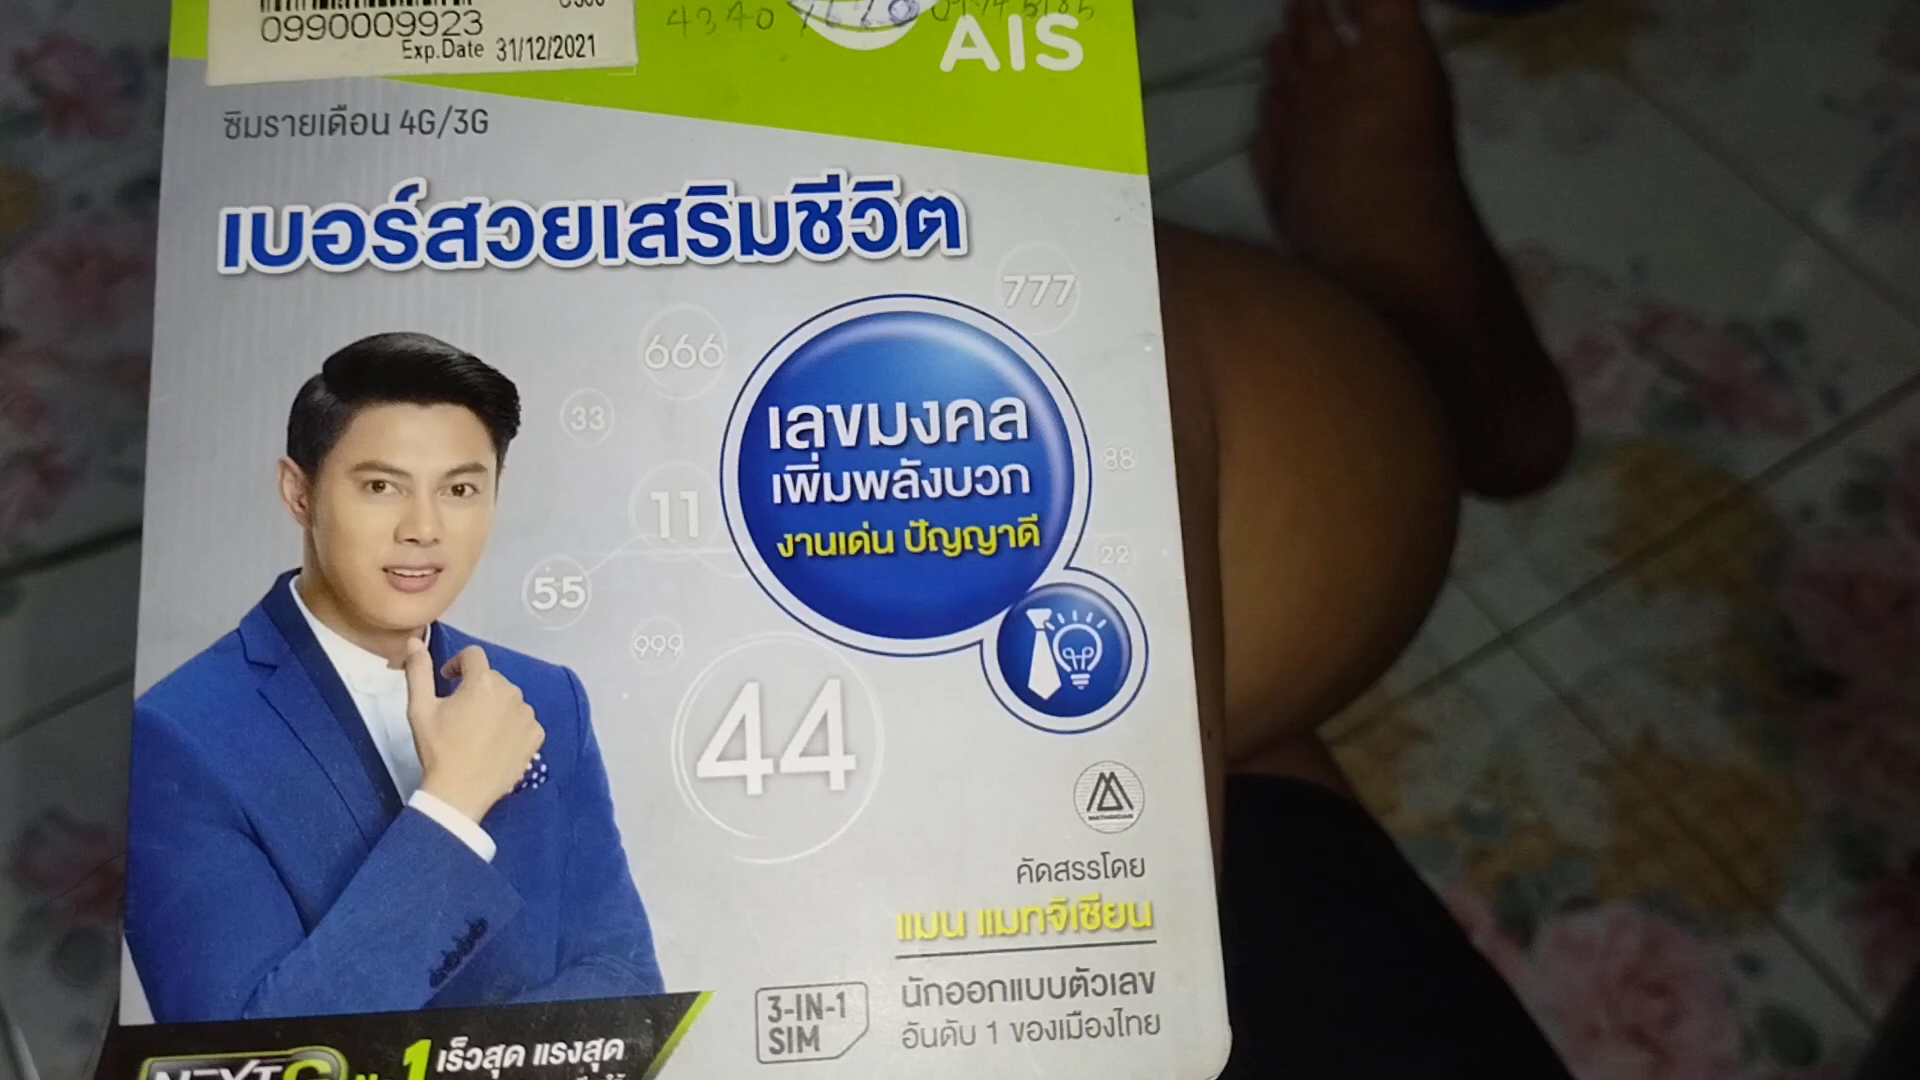 0990009923
Exp.Date 31/12/2021
4340
AIS
ซิมรายเดือน 4G/3G
เบอร์สวยเสริมชีวิต
777
666
33
เลขมงคล
เพิ่มพลังบวก
งานเด่น ปัญญาดี
88
11
22
55
999
44
คัดสรรโดย
แมน แมทจิเชียน
นักออกแบบตัวเลข
อันดับ 1 ของเมืองไทย
3-IN-1
SIM
1 เร็วสุด แรงสุด